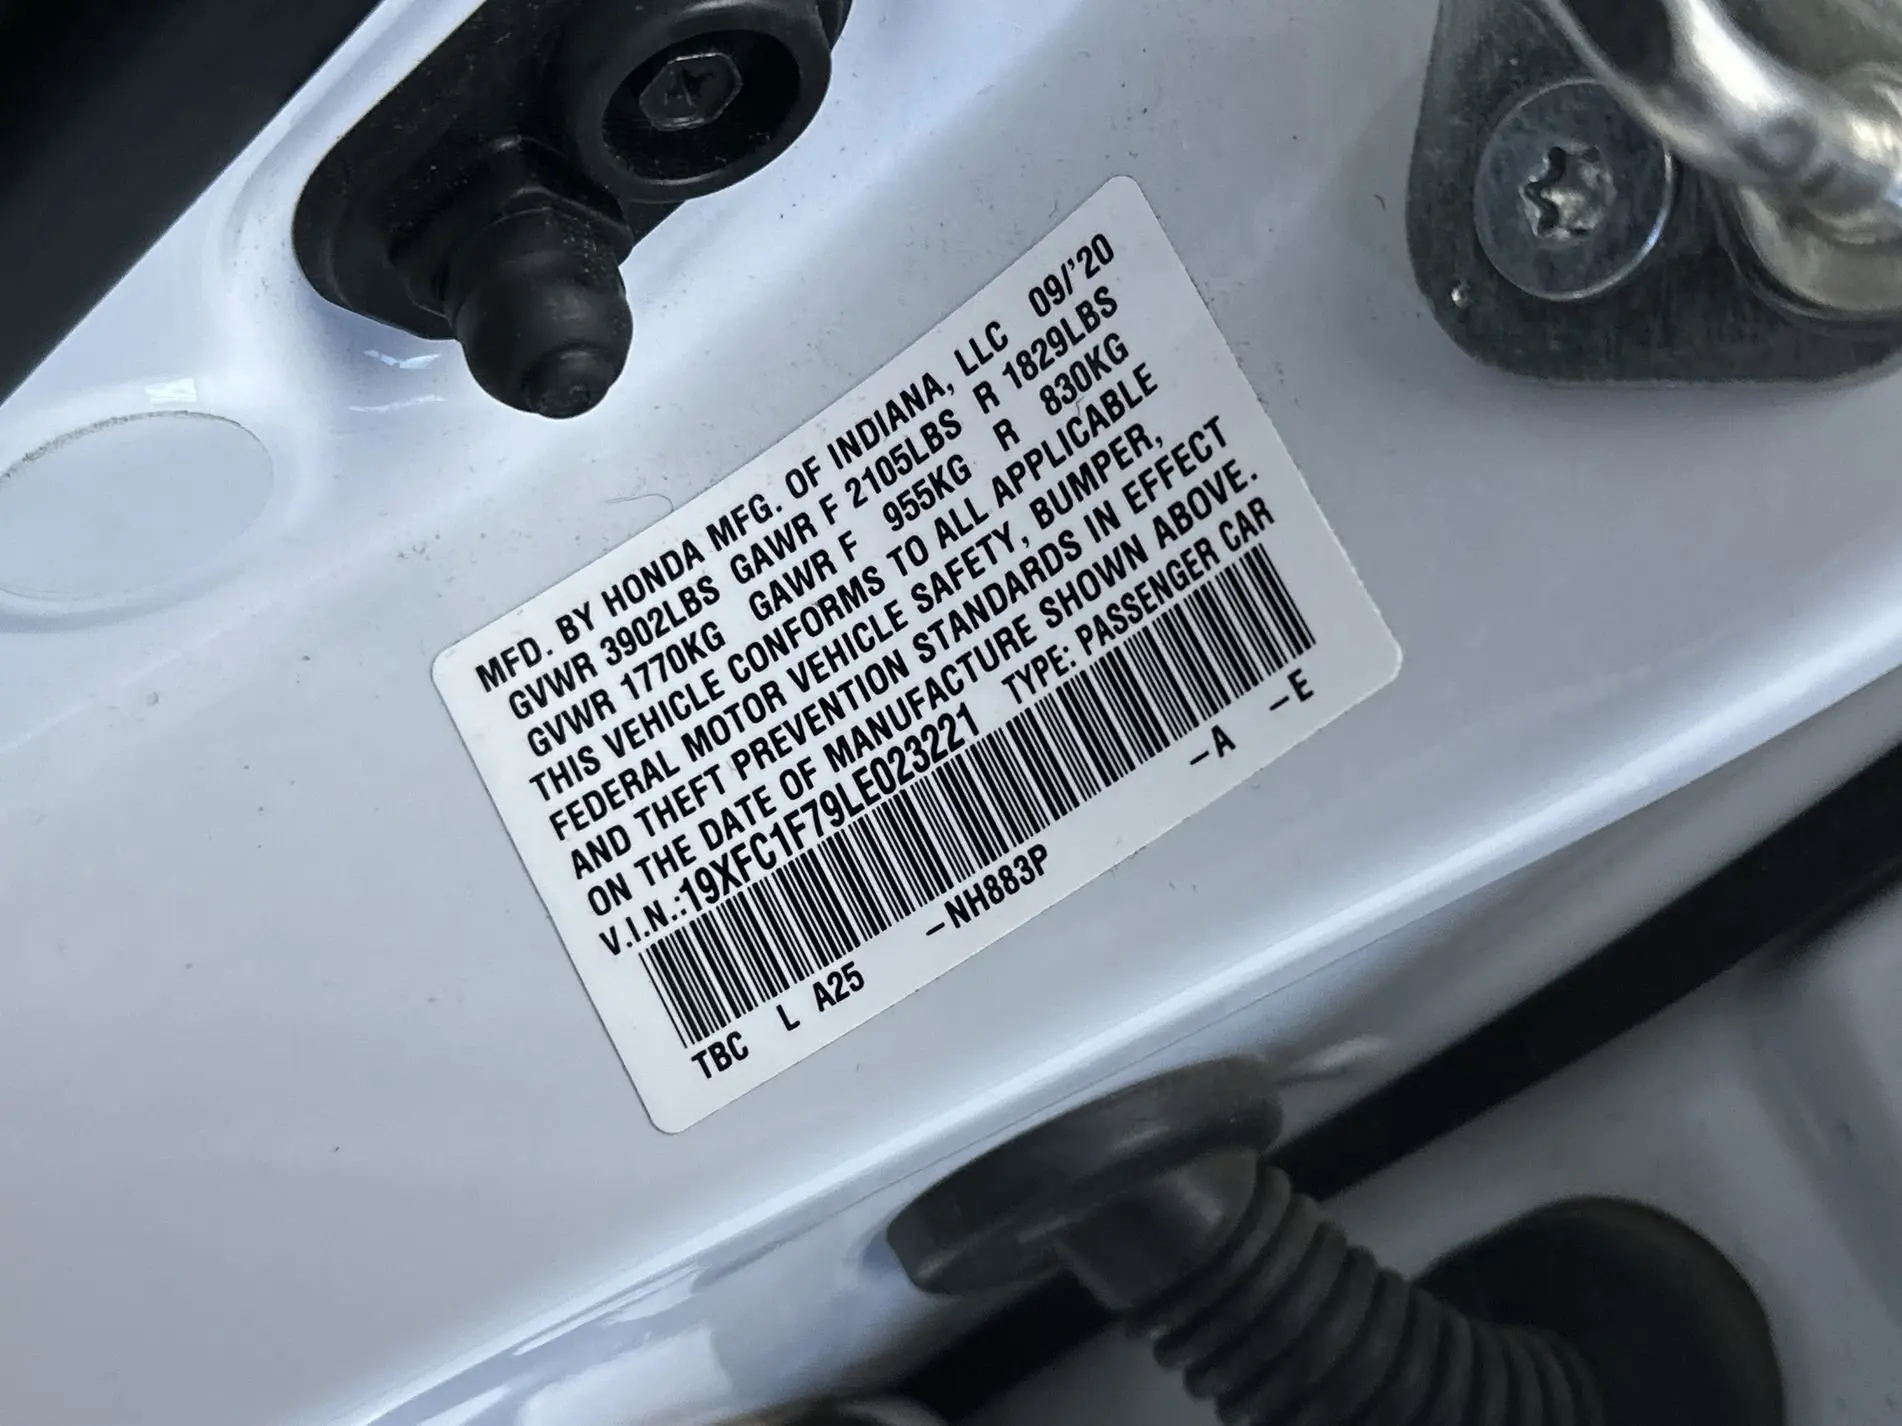 MFD. BY HONDA MFG. OF INDIANA, LLC 09/'20
GVWR 3902LBS GAWR F 2105LBS R 1829LBS
GVWR 1770KG GAWR F 955KG R 830KG
THIS VEHICLE CONFORMS TO ALL APPLICABLE
FEDERAL MOTOR VEHICLE SAFETY, BUMPER,
AND THEFT PREVENTION STANDARDS IN EFFECT
ON THE DATE OF MANUFACTURE SHOWN ABOVE.
V.I.N.:19XFC1F79LE023221 TYPE: PASSENGER CAR
TBC L A25 –NH883P –A –E